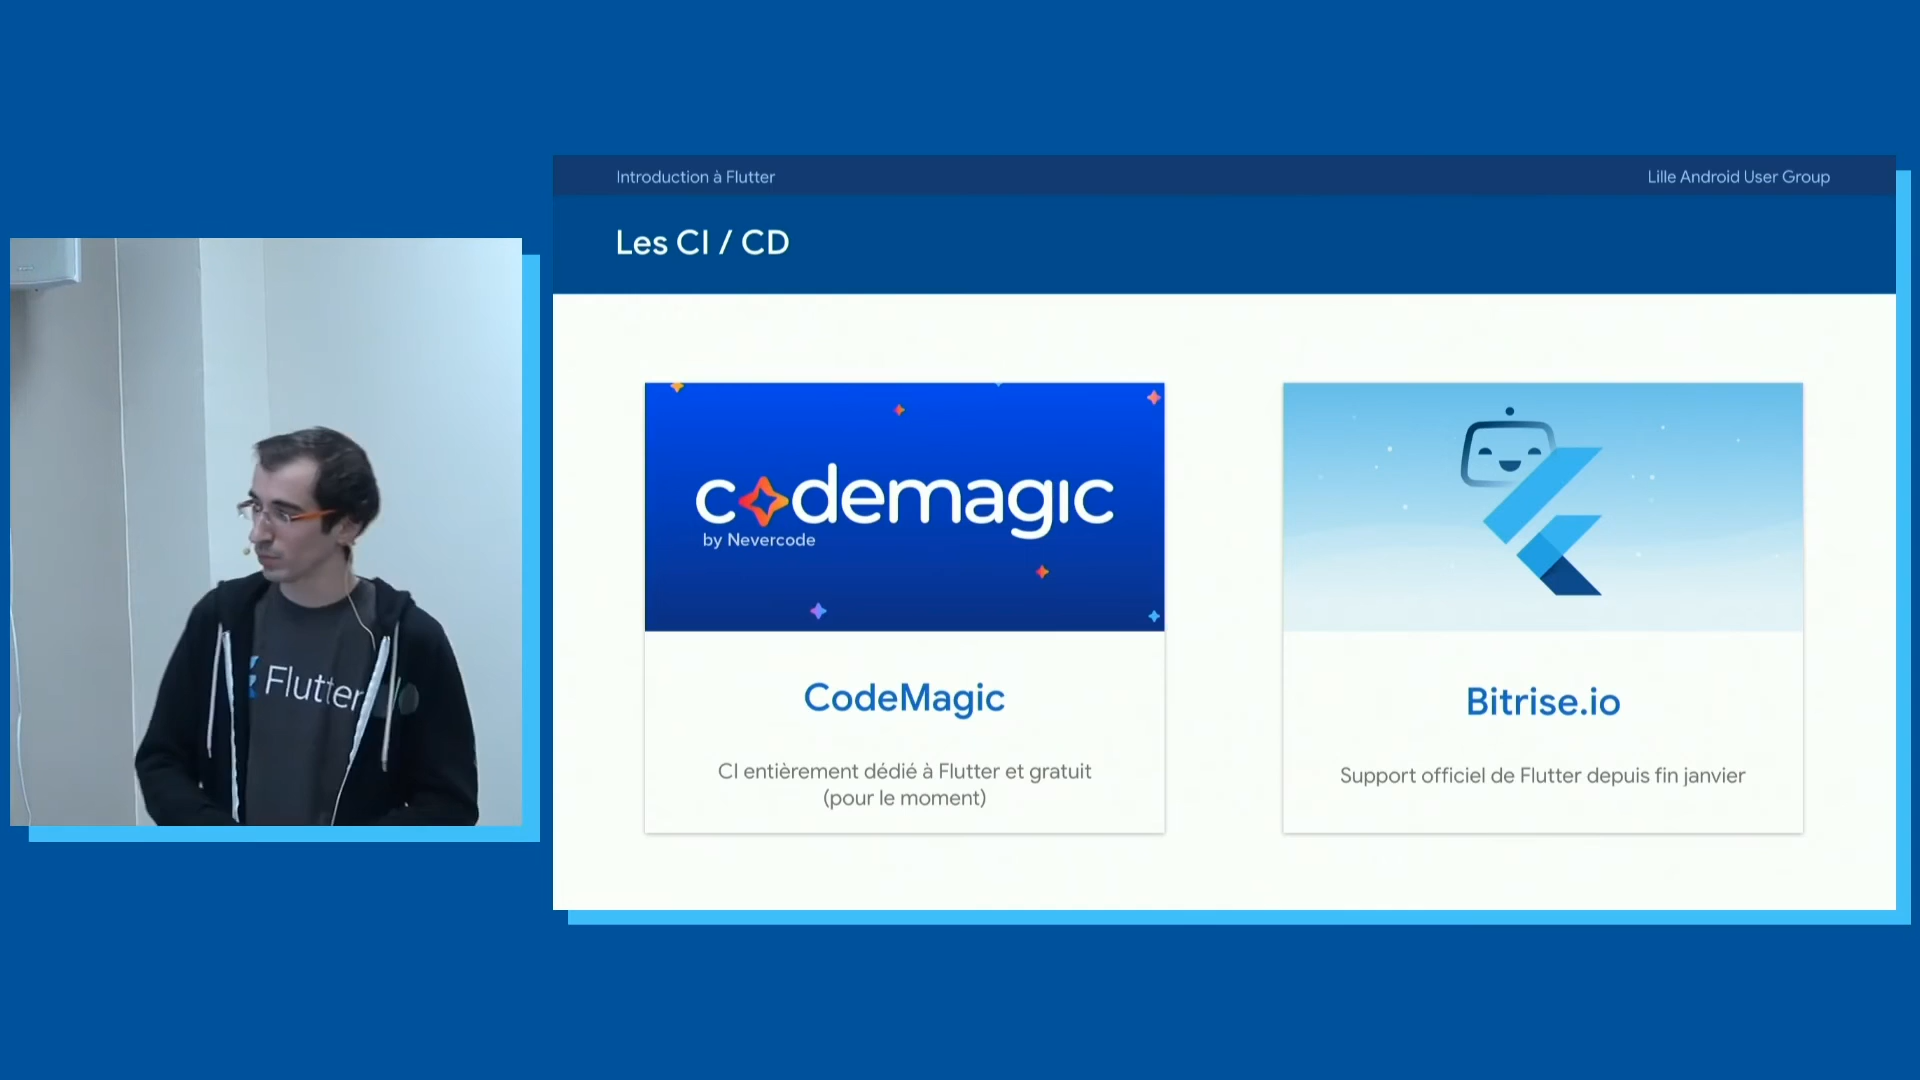 Introduction à Flutter
Lille Android User Group
Les CI / CD
codemagic
by Nevercode
CodeMagic
CI entièrement dédié à Flutter et gratuit
(pour le moment)
Bitrise.io
Support officiel de Flutter depuis fin janvier
Flutter